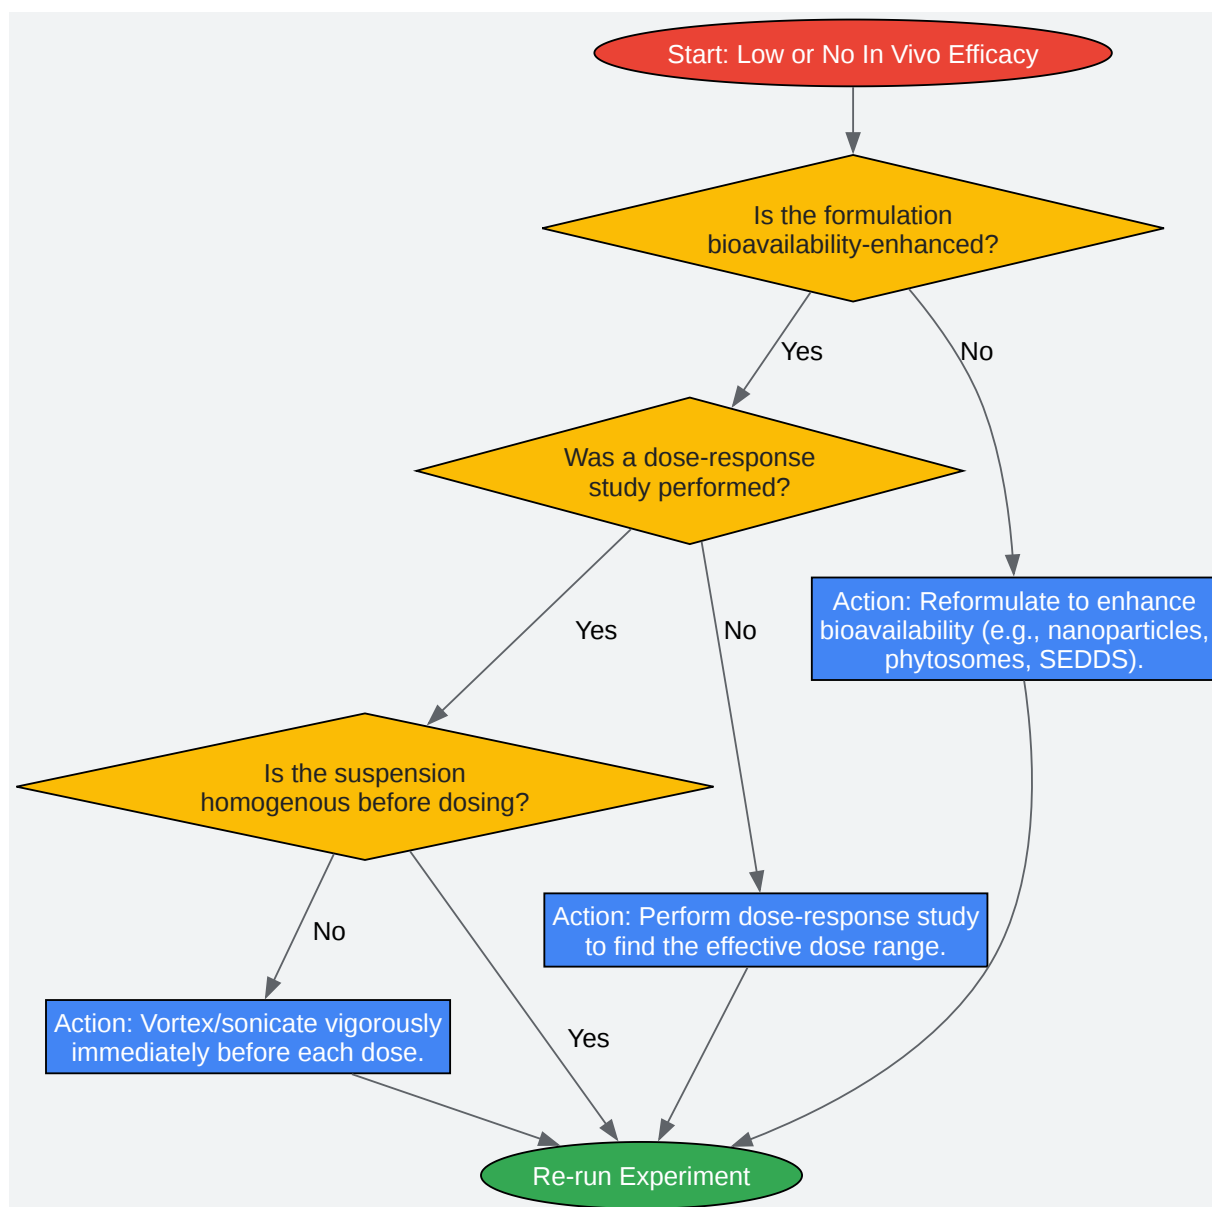 Start: Low or No In Vivo Efficacy
Is the formulation
bioavailability-enhanced?
Yes
No
Was a dose-response
study performed?
Action: Reformulate to enhance
bioavailability (e.g., nanoparticles,
phytosomes, SEDDS).
Yes
No
Is the suspension
homogenous before dosing?
Action: Perform dose-response study
to find the effective dose range.
No
Action: Vortex/sonicate vigorously
immediately before each dose.
Yes
Re-run Experiment